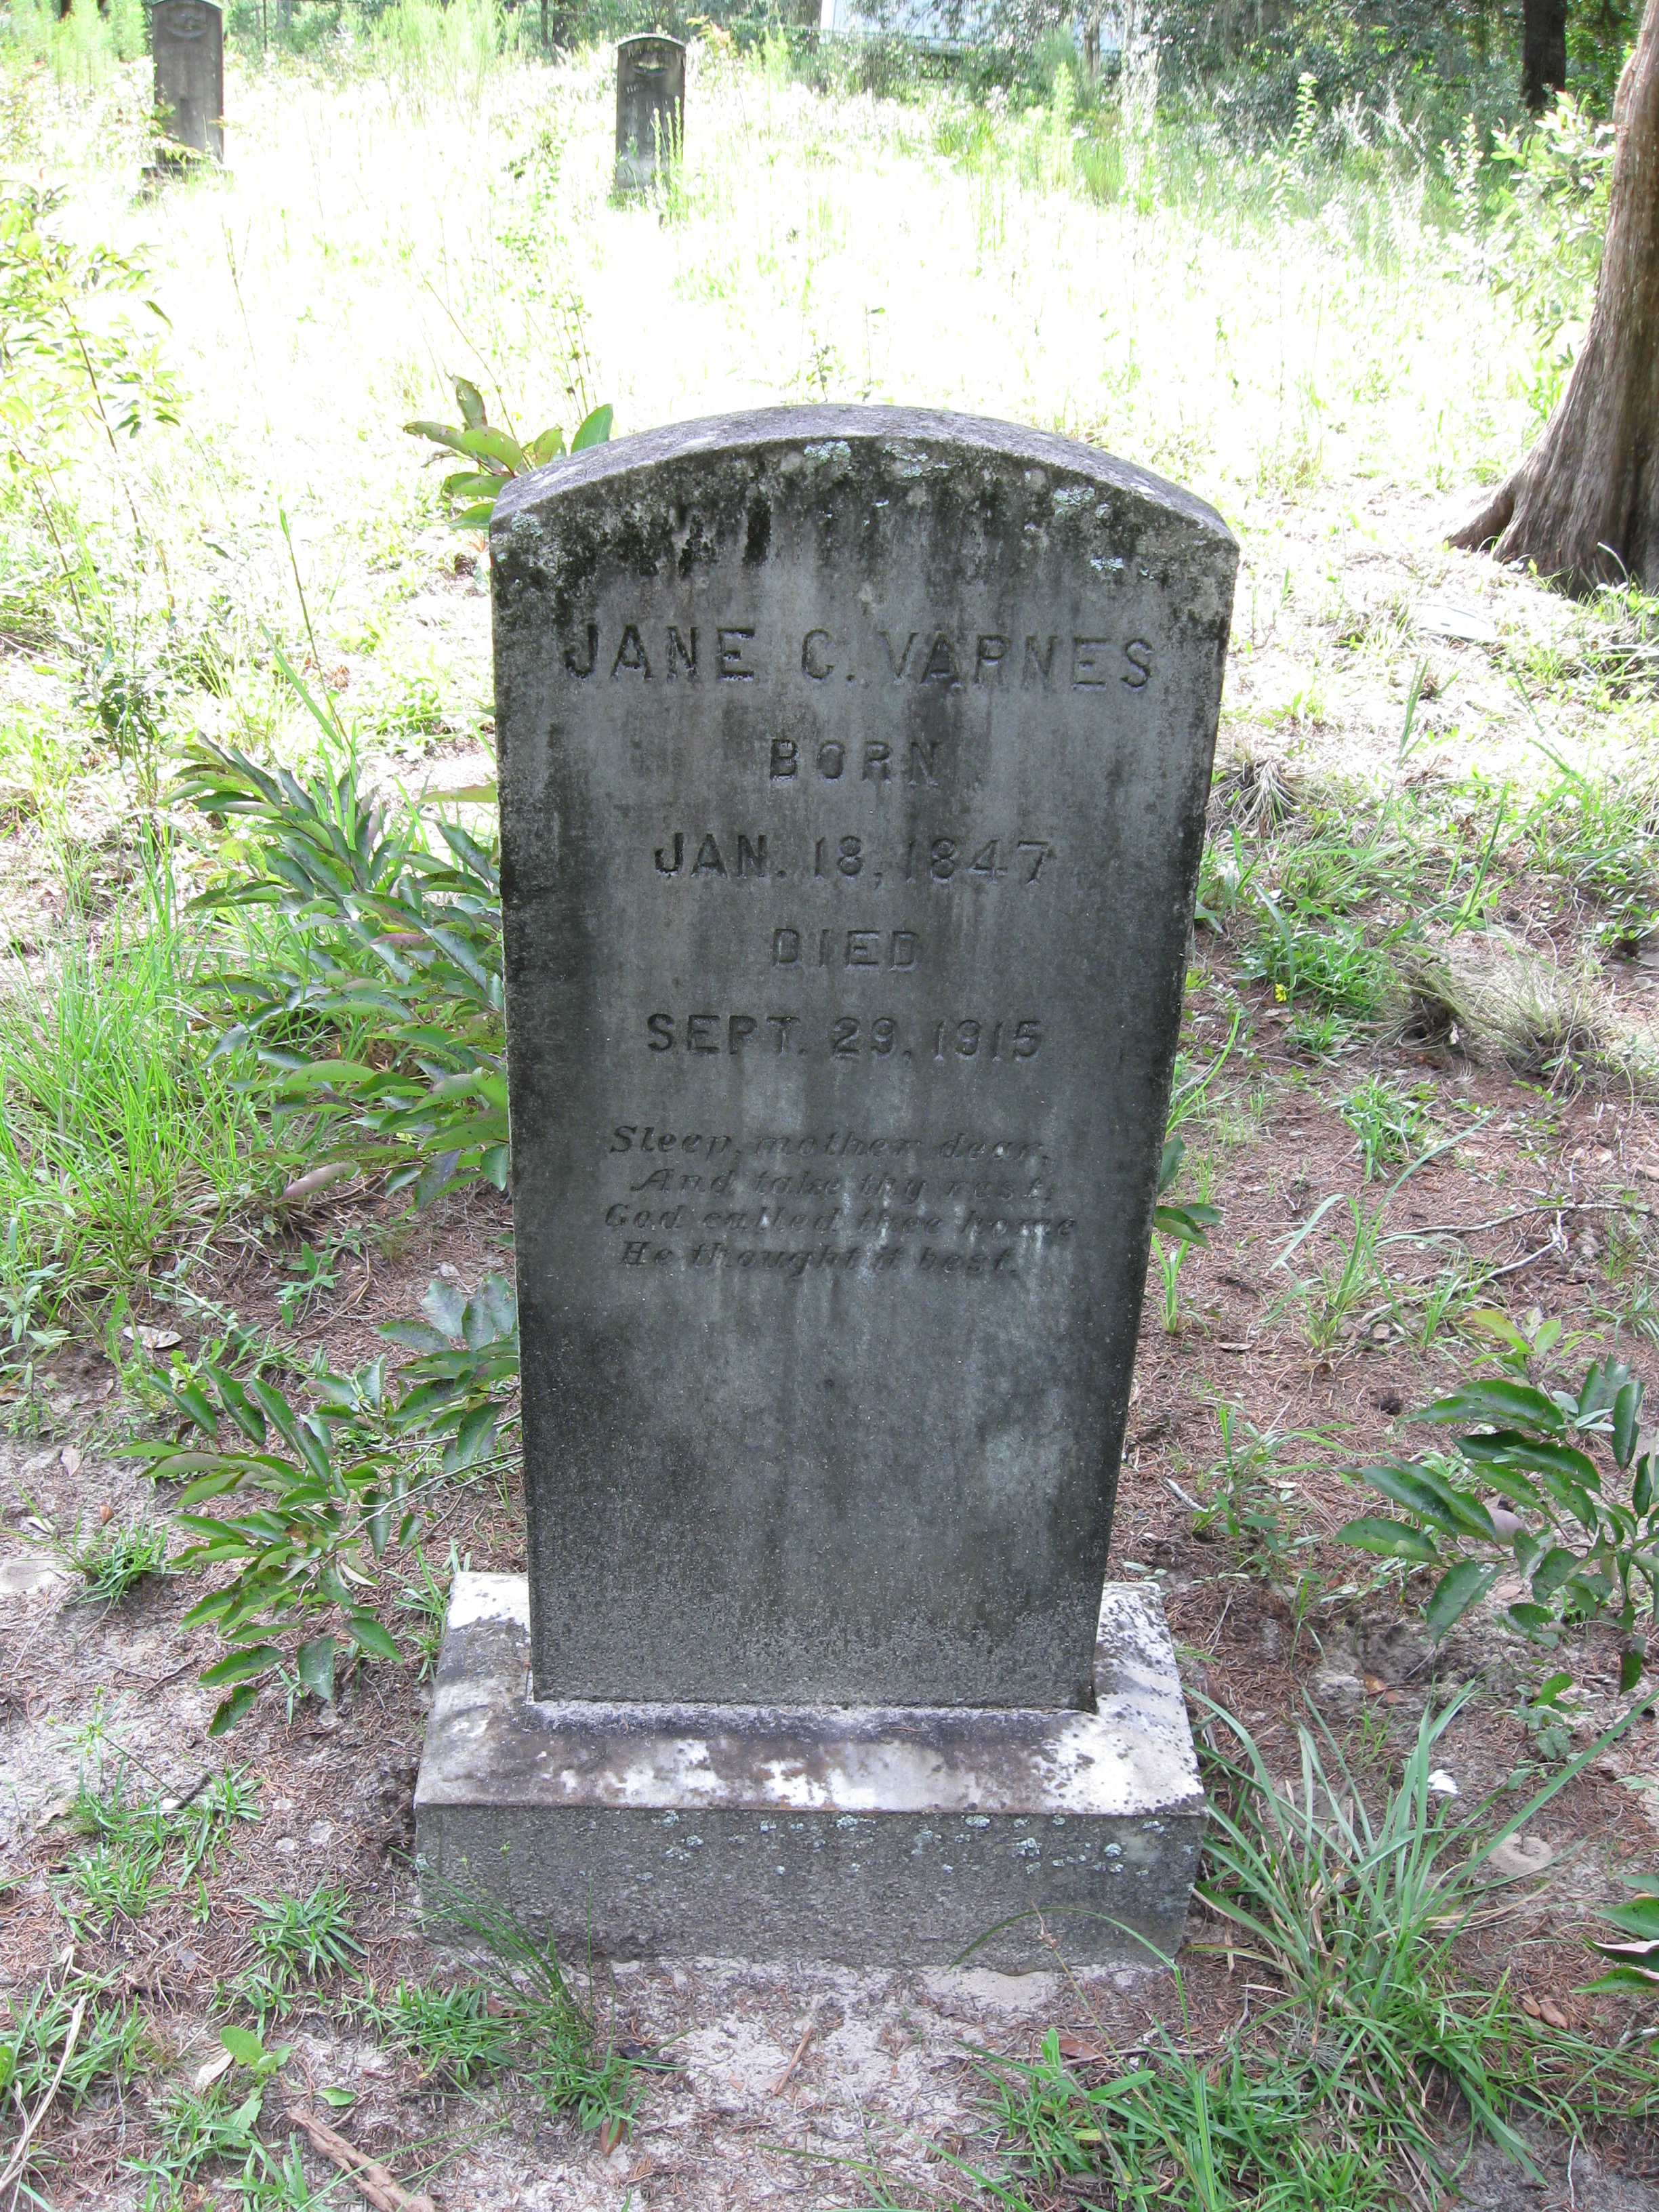 JANE C. VARNES
BORN
JAN. 18, 1847
DIED
SEPT. 29, 1915
Sleep, mother dear,
And take thy rest,
God called thee home
He thought it best.